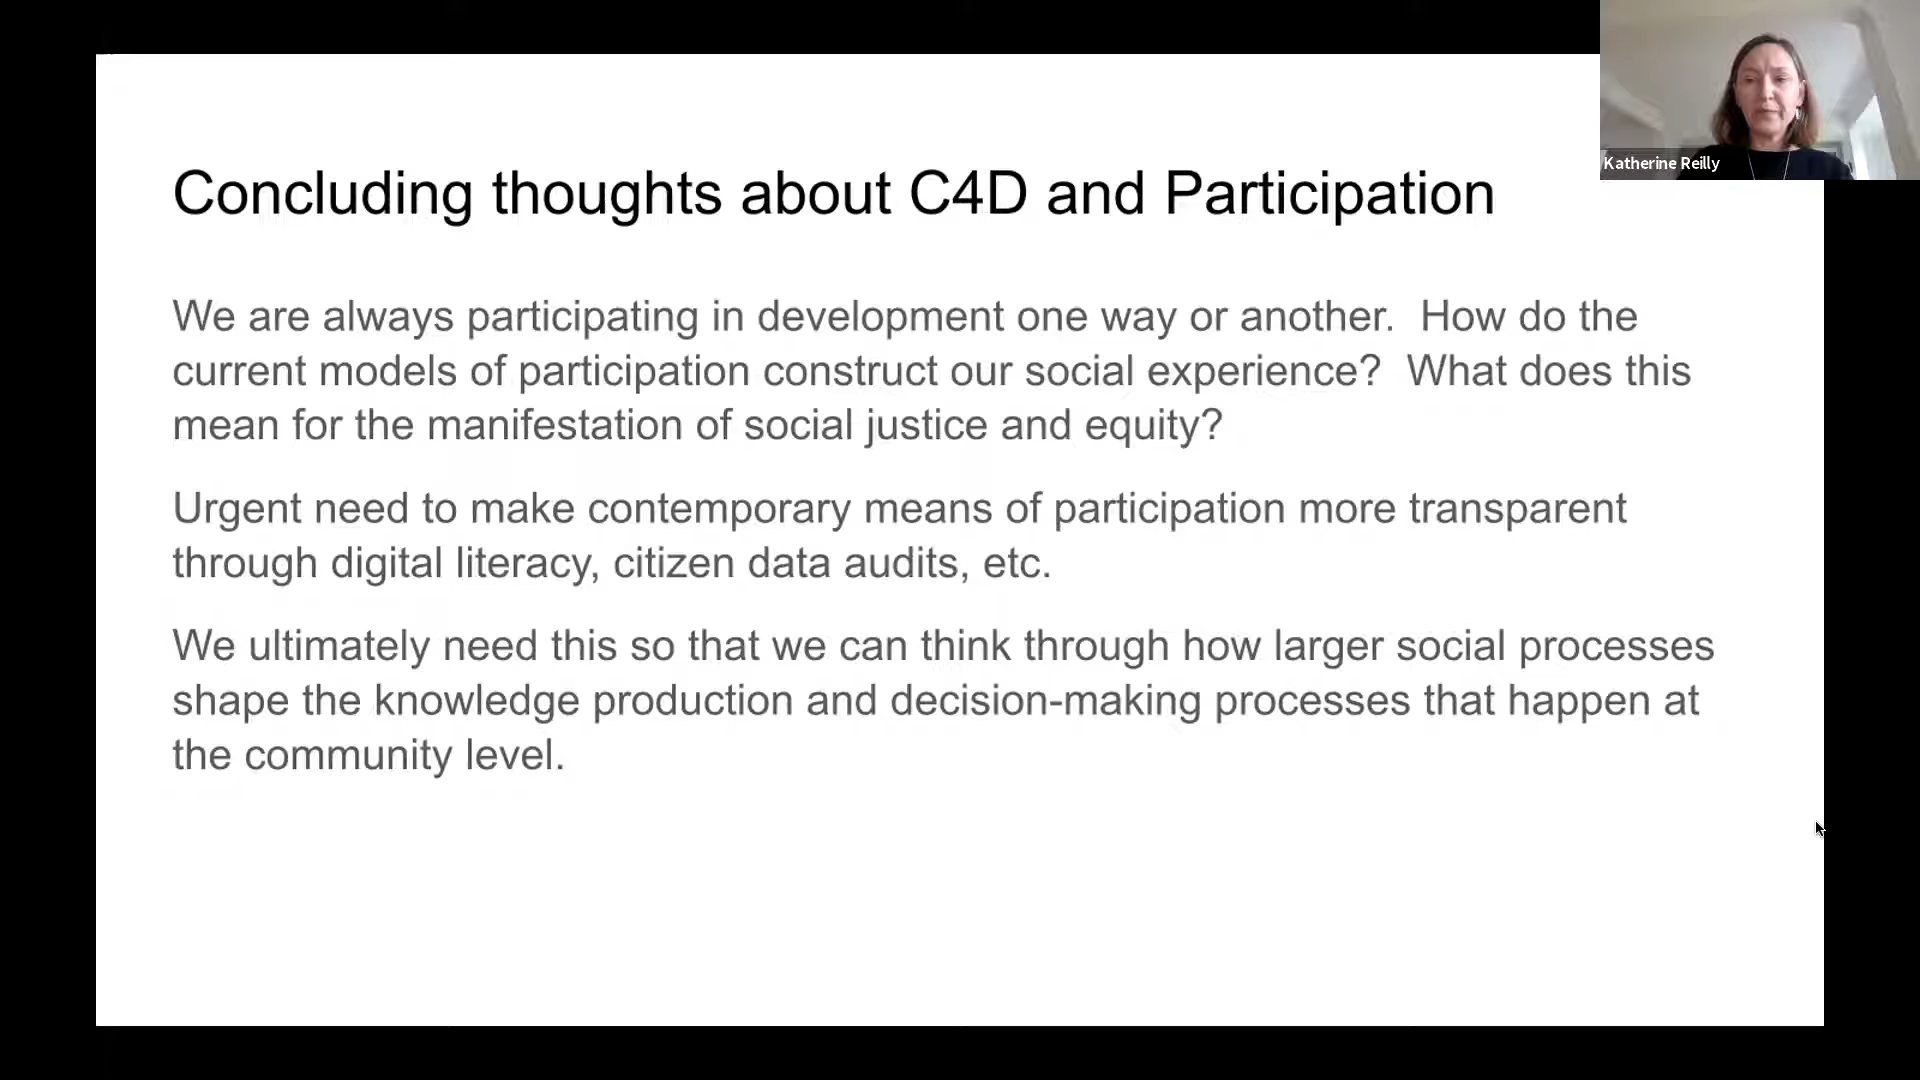 Katherine Reilly
Concluding thoughts about C4D and Participation
We are always participating in development one way or another.  How do the
current models of participation construct our social experience?  What does this
mean for the manifestation of social justice and equity?
Urgent need to make contemporary means of participation more transparent
through digital literacy, citizen data audits, etc.
We ultimately need this so that we can think through how larger social processes
shape the knowledge production and decision-making processes that happen at
the community level.